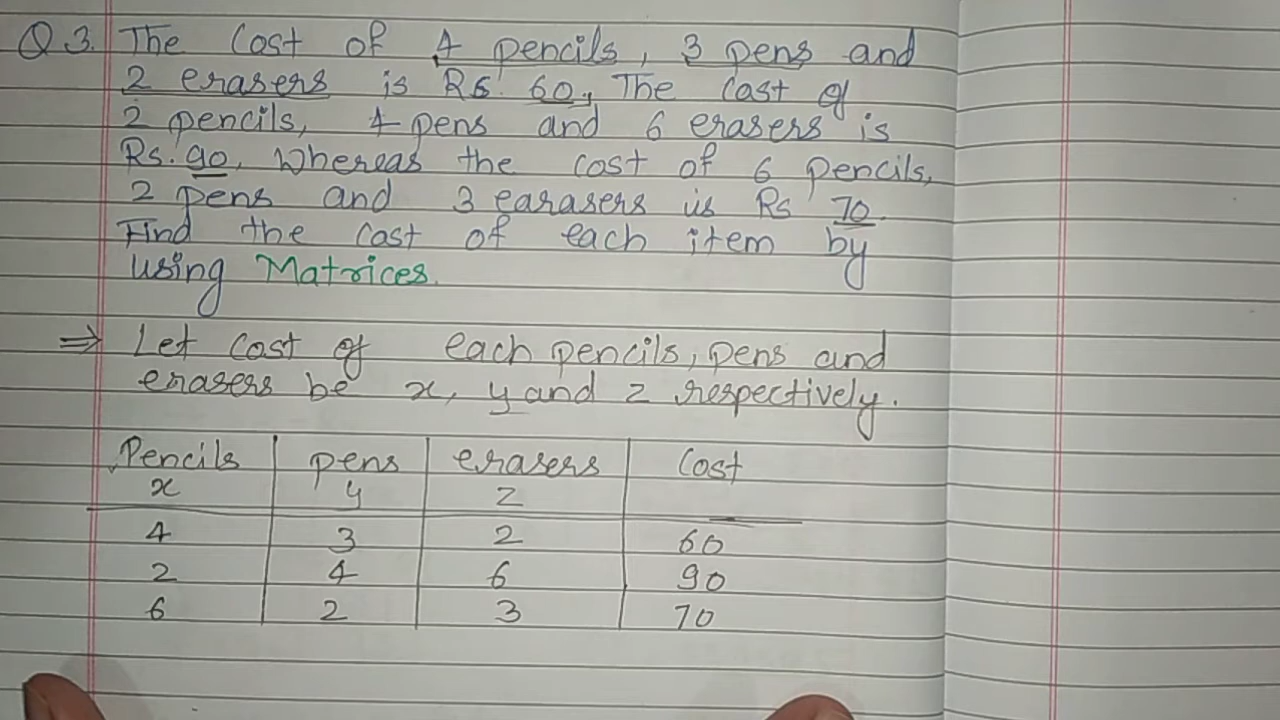 Q 3. The Cost of 4 pencils, 3 pens and
2 erasers is Rs. 60, The Cast of
2 pencils, 4 pens and 6 erasers is
Rs. 90, whereas the cost of 6 pencils,
2 pens and 3 earasers is Rs 70.
Find the cast of each item by
using Matrices.
⇒ Let cost of each pencils, pens and
erasers be x, y and z respectively.
Pencils | pens | erasers | Cost
x | y | z
4 | 3 | 2 | 60
2 | 4 | 6 | 90
6 | 2 | 3 | 70